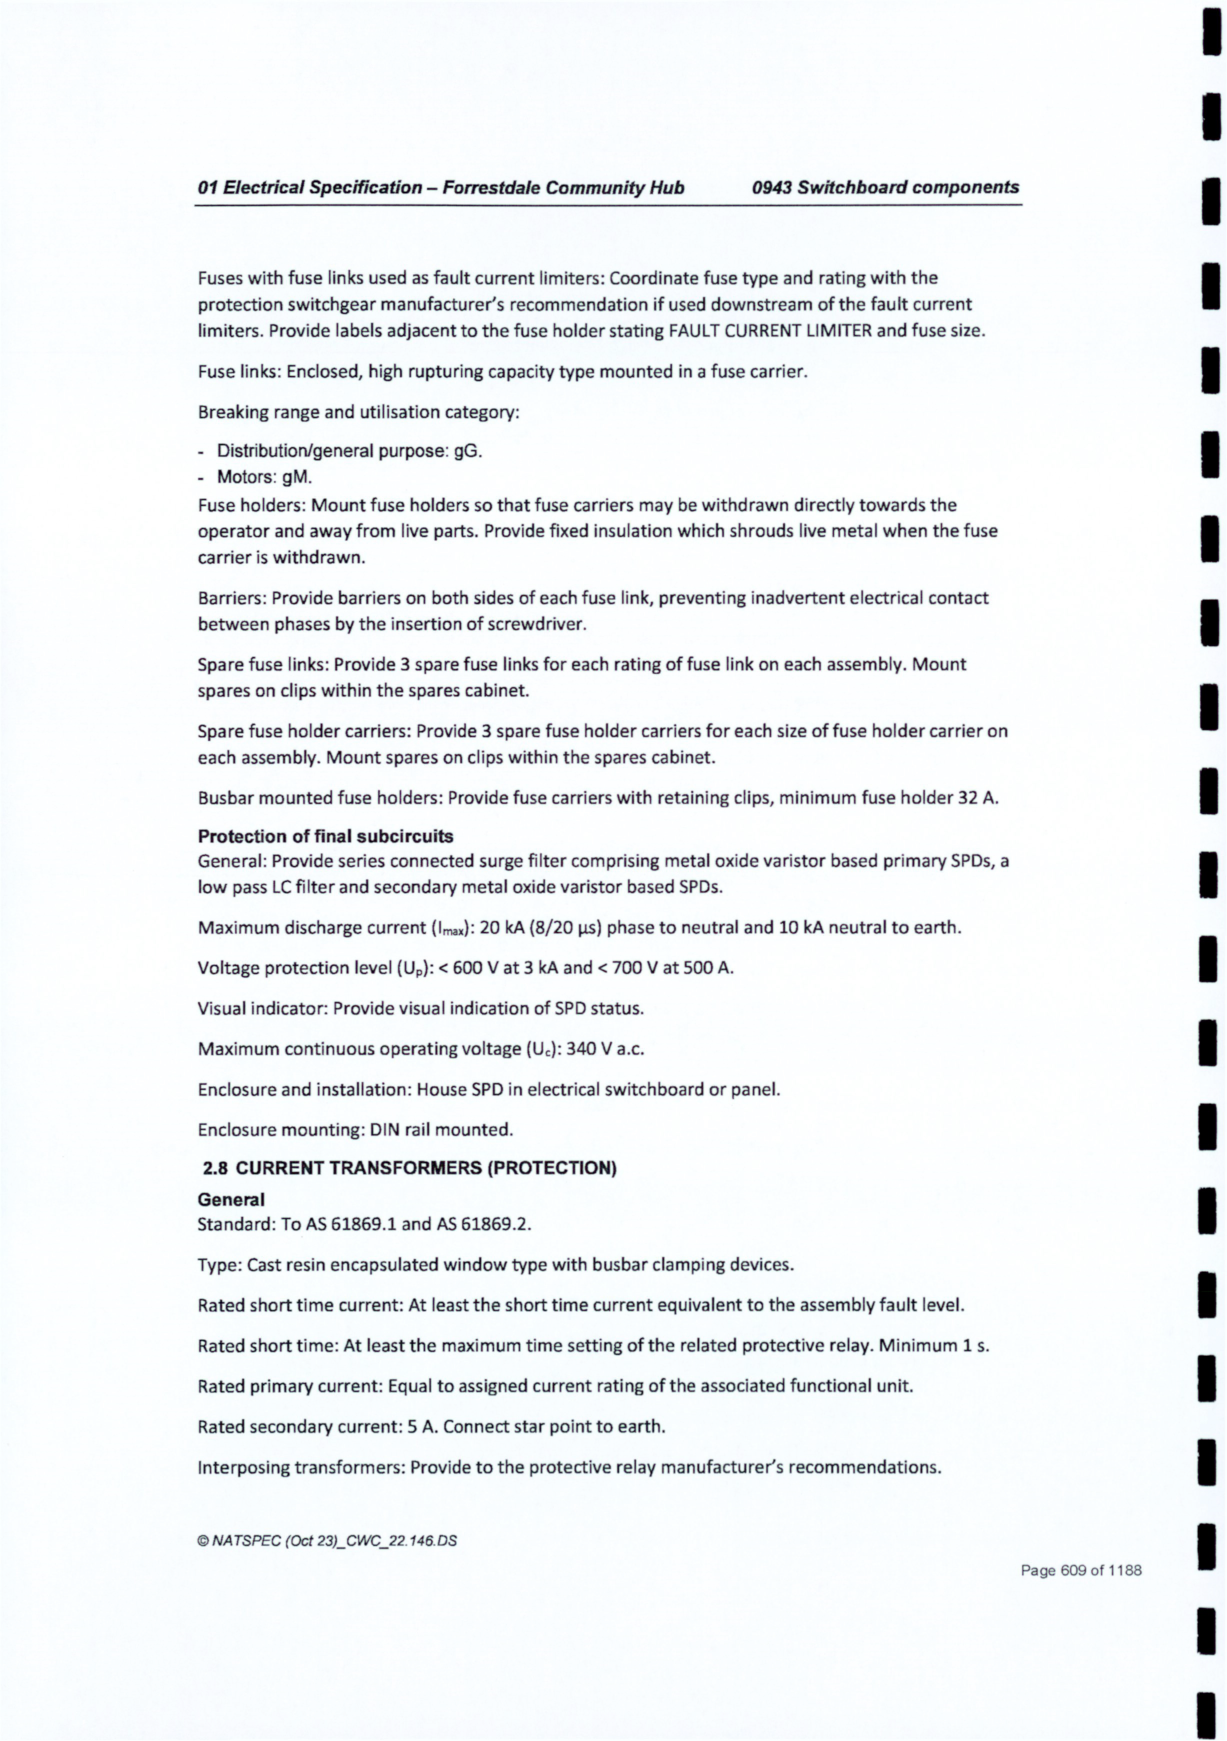 01 Electrical Specification – Forrestdale Community Hub 0943 Switchboard components
Fuses with fuse links used as fault current limiters: Coordinate fuse type and rating with the
protection switchgear manufacturer's recommendation if used downstream of the fault current
limiters. Provide labels adjacent to the fuse holder stating FAULT CURRENT LIMITER and fuse size.
Fuse links: Enclosed, high rupturing capacity type mounted in a fuse carrier.
Breaking range and utilisation category:
- Distribution/general purpose: gG.
- Motors: gM.
Fuse holders: Mount fuse holders so that fuse carriers may be withdrawn directly towards the
operator and away from live parts. Provide fixed insulation which shrouds live metal when the fuse
carrier is withdrawn.
Barriers: Provide barriers on both sides of each fuse link, preventing inadvertent electrical contact
between phases by the insertion of screwdriver.
Spare fuse links: Provide 3 spare fuse links for each rating of fuse link on each assembly. Mount
spares on clips within the spares cabinet.
Spare fuse holder carriers: Provide 3 spare fuse holder carriers for each size of fuse holder carrier on
each assembly. Mount spares on clips within the spares cabinet.
Busbar mounted fuse holders: Provide fuse carriers with retaining clips, minimum fuse holder 32 A.
Protection of final subcircuits
General: Provide series connected surge filter comprising metal oxide varistor based primary SPDs, a
low pass LC filter and secondary metal oxide varistor based SPDs.
Maximum discharge current (Imax): 20 kA (8/20 µs) phase to neutral and 10 kA neutral to earth.
Voltage protection level (Up): < 600 V at 3 kA and < 700 V at 500 A.
Visual indicator: Provide visual indication of SPD status.
Maximum continuous operating voltage (Uc): 340 V a.c.
Enclosure and installation: House SPD in electrical switchboard or panel.
Enclosure mounting: DIN rail mounted.
2.8 CURRENT TRANSFORMERS (PROTECTION)
General
Standard: To AS 61869.1 and AS 61869.2.
Type: Cast resin encapsulated window type with busbar clamping devices.
Rated short time current: At least the short time current equivalent to the assembly fault level.
Rated short time: At least the maximum time setting of the related protective relay. Minimum 1 s.
Rated primary current: Equal to assigned current rating of the associated functional unit.
Rated secondary current: 5 A. Connect star point to earth.
Interposing transformers: Provide to the protective relay manufacturer's recommendations.
© NATSPEC (Oct 23)_CWC_22.146.DS
Page 609 of 1188